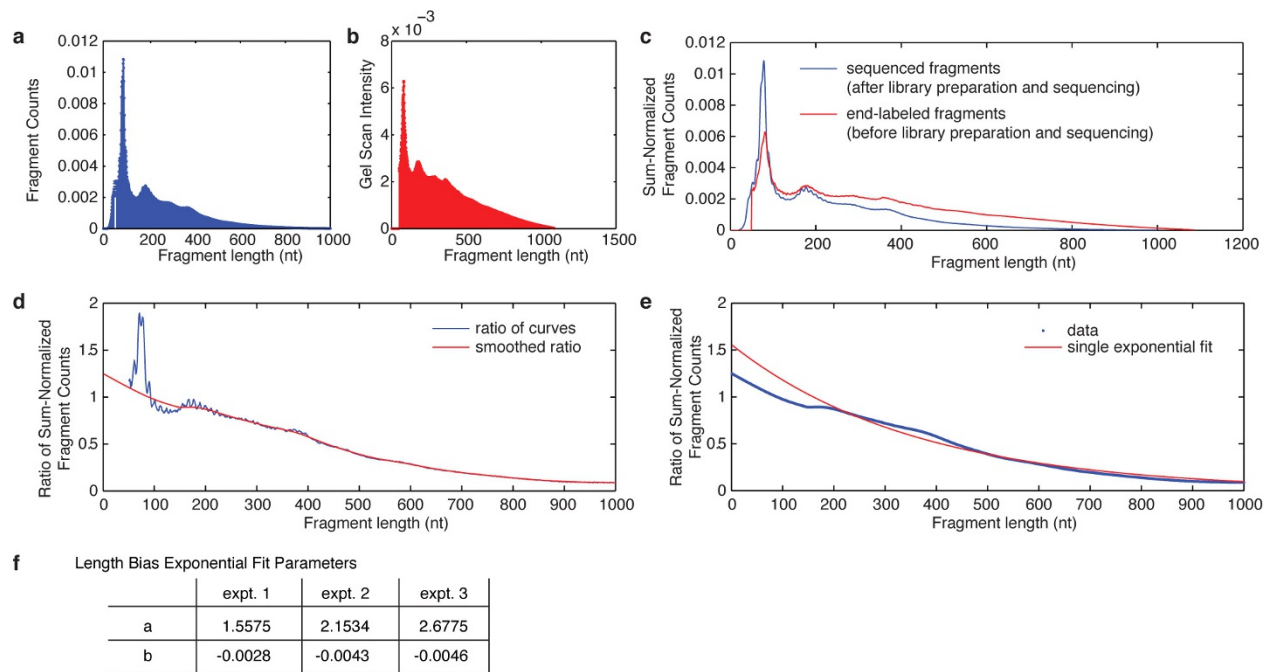 a
0.012
0.01
0.008
0.006
0.004
0.002
0
0 200 400 600 800 1000
Fragment Counts
Fragment length (nt)
b
x 10⁻³
8
6
4
2
0
0 500 1000 1500
Gel Scan Intensity
Fragment length (nt)
c
0.012
0.01
0.008
0.006
0.004
0.002
0
0 200 400 600 800 1000 1200
Sum-Normalized
Fragment Counts
sequenced fragments
(after library preparation and sequencing)
end-labeled fragments
(before library preparation and sequencing)
Fragment length (nt)
d
2
1.5
1
0.5
0
0 100 200 300 400 500 600 700 800 900 1000
Ratio of Sum-Normalized
Fragment Counts
ratio of curves
smoothed ratio
Fragment length (nt)
e
2
1.5
1
0.5
0
0 100 200 300 400 500 600 700 800 900 1000
Ratio of Sum-Normalized
Fragment Counts
data
single exponential fit
Fragment length (nt)
f Length Bias Exponential Fit Parameters
expt. 1 expt. 2 expt. 3
a 1.5575 2.1534 2.6775
b -0.0028 -0.0043 -0.0046